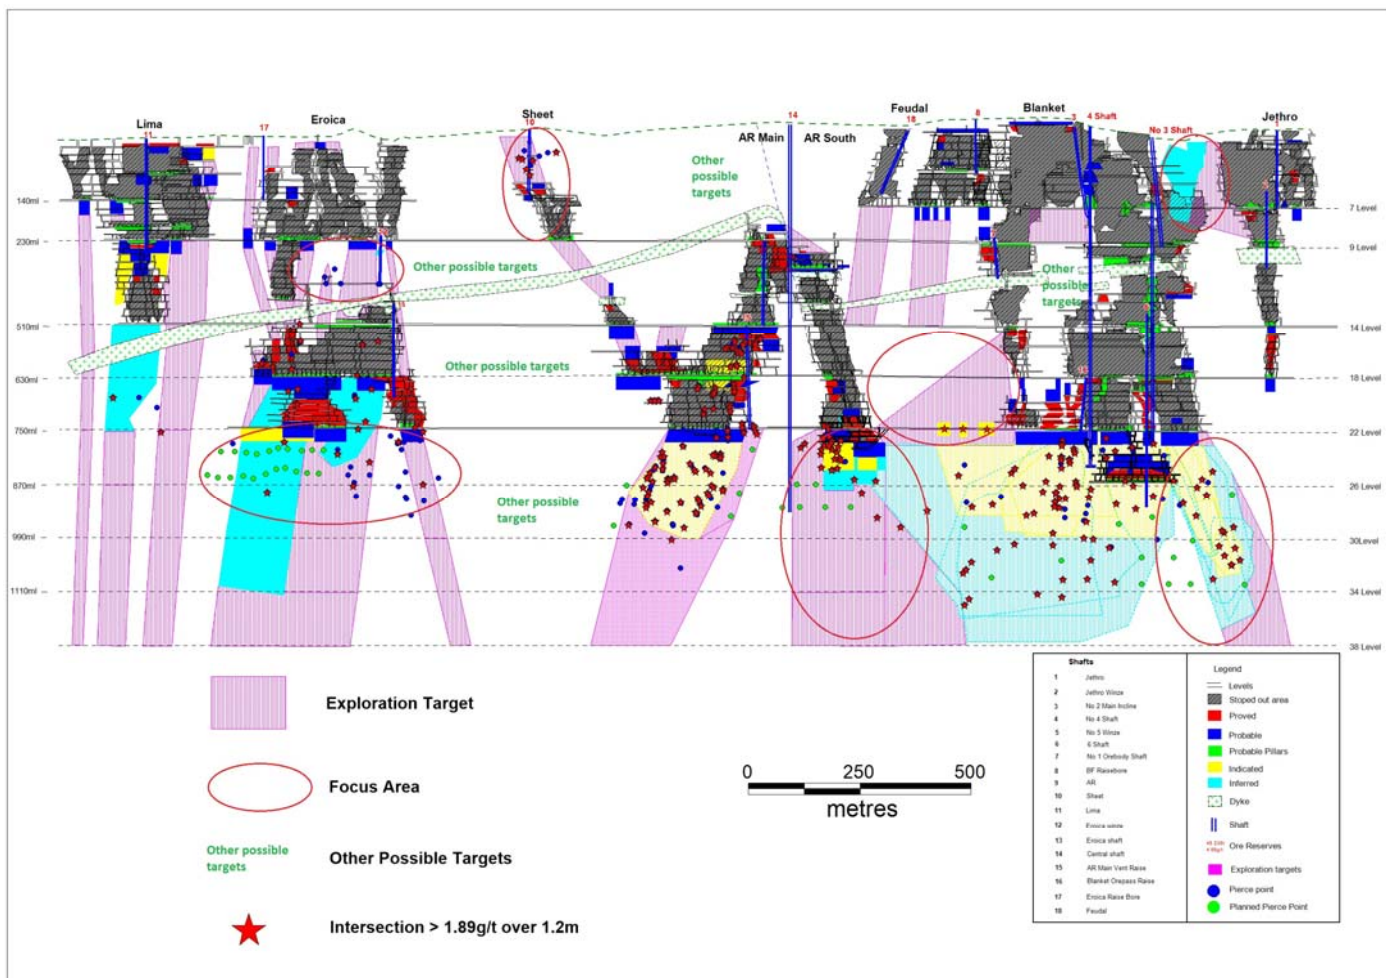 Lima
11
17
Eroica
Sheet
10
14
AR Main
AR South
Feudal
18
8
Blanket
3
4 Shaft
No 3 Shaft
Jethro
1
Other
possible
targets
140ml
7 Level
230ml
9 Level
Other possible targets
Other
possible
targets
510ml
14 Level
Other possible targets
630ml
18 Level
750ml
22 Level
870ml
26 Level
Other possible
targets
990ml
30Level
1110ml
34 Level
38 Level
Exploration Target
Focus Area
Other possible
targets
Other Possible Targets
Intersection > 1.89g/t over 1.2m
0 250 500
metres
Shafts
1 Jethro
2 Jethro Winze
3 No 2 Main Incline
4 No 4 Shaft
5 No 5 Winze
6 6 Shaft
7 No 1 Orebody Shaft
8 BF Raisebore
9 AR
10 Sheet
11 Lima
12 Eroica
13 Eroica shaft
14 Central shaft
15 AR Main Vent Raise
16 Blanket Orepass Raise
17 Eroica Raise Bore
18 Feudal
Legend
Levels
Stoped out area
Proved
Probable
Probable Pillars
Indicated
Inferred
Dyke
Shaft
Ore Reserves
Exploration targets
Pierce point
Planned Pierce Point